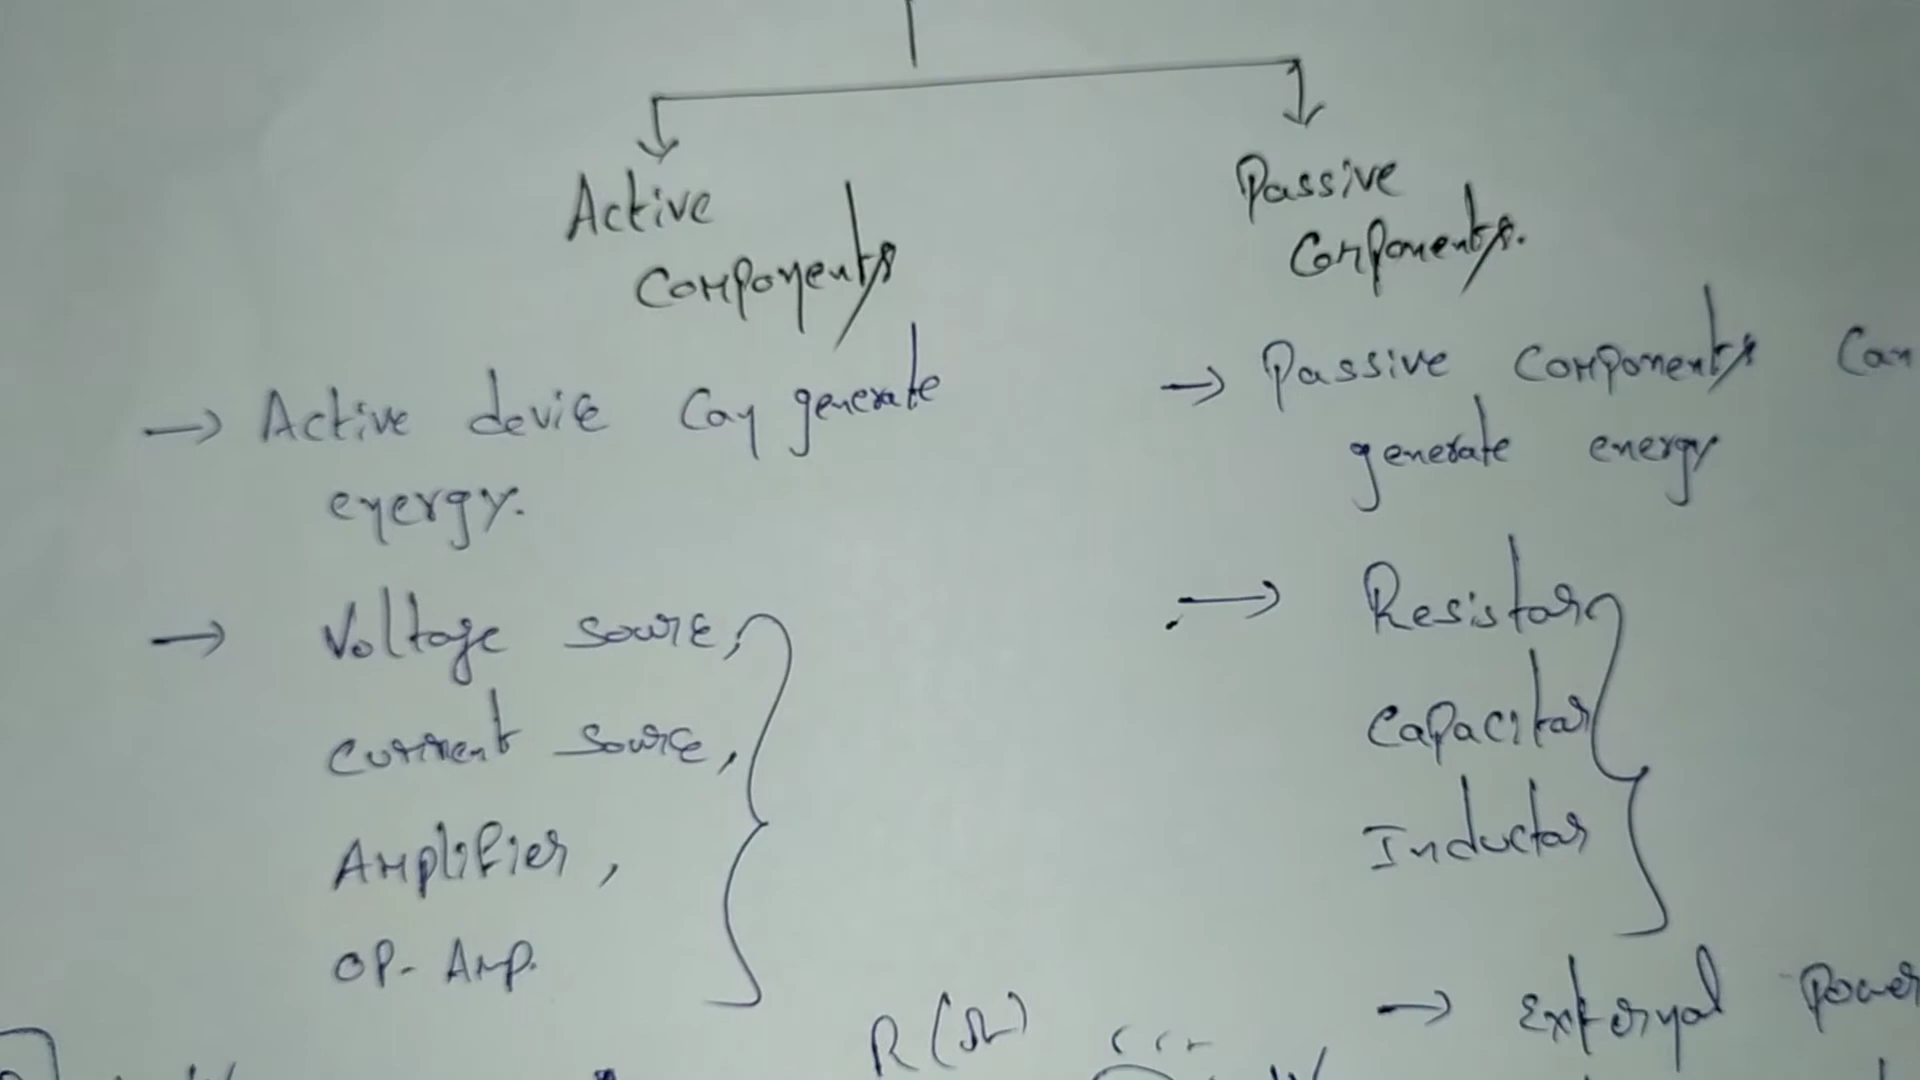 Active
Components
→ Active device can generate
energy.
→ Voltage source,
current source,
Amplifier,
OP-Amp.
Passive
Components.
→ Passive components can
generate energy
→ Resistor
Capacitor
Inductor
→ External power
R(Ω)